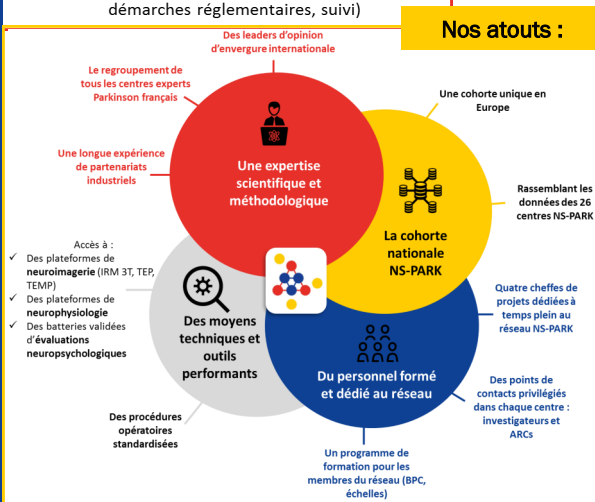 démarches réglementaires, suivi)
Nos atouts :
Des leaders d'opinion
d'envergure internationale
Le regroupement de
tous les centres experts
Parkinson français
Une longue expérience
de partenariats
industriels
Une expertise
scientifique et
méthodologique
Une cohorte unique en
Europe
Rassemblant les
données des 26
centres NS-PARK
La cohorte
nationale
NS-PARK
Accès à :
✓ Des plateformes de
neuroimagerie (IRM 3T, TEP,
TEMP)
✓ Des plateformes de
neurophysiologie
✓ Des batteries validées
d'évaluations
neuropsychologiques
Des moyens
techniques et
outils
performants
Des procédures
opératoires
standardisées
Quatre cheffes de
projets dédiées à
temps plein au
réseau NS-PARK
Du personnel formé
et dédié au réseau
Des points de
contacts privilégiés
dans chaque centre :
investigateurs et
ARCs
Un programme de
formation pour les
membres du réseau (BPC,
échelles)